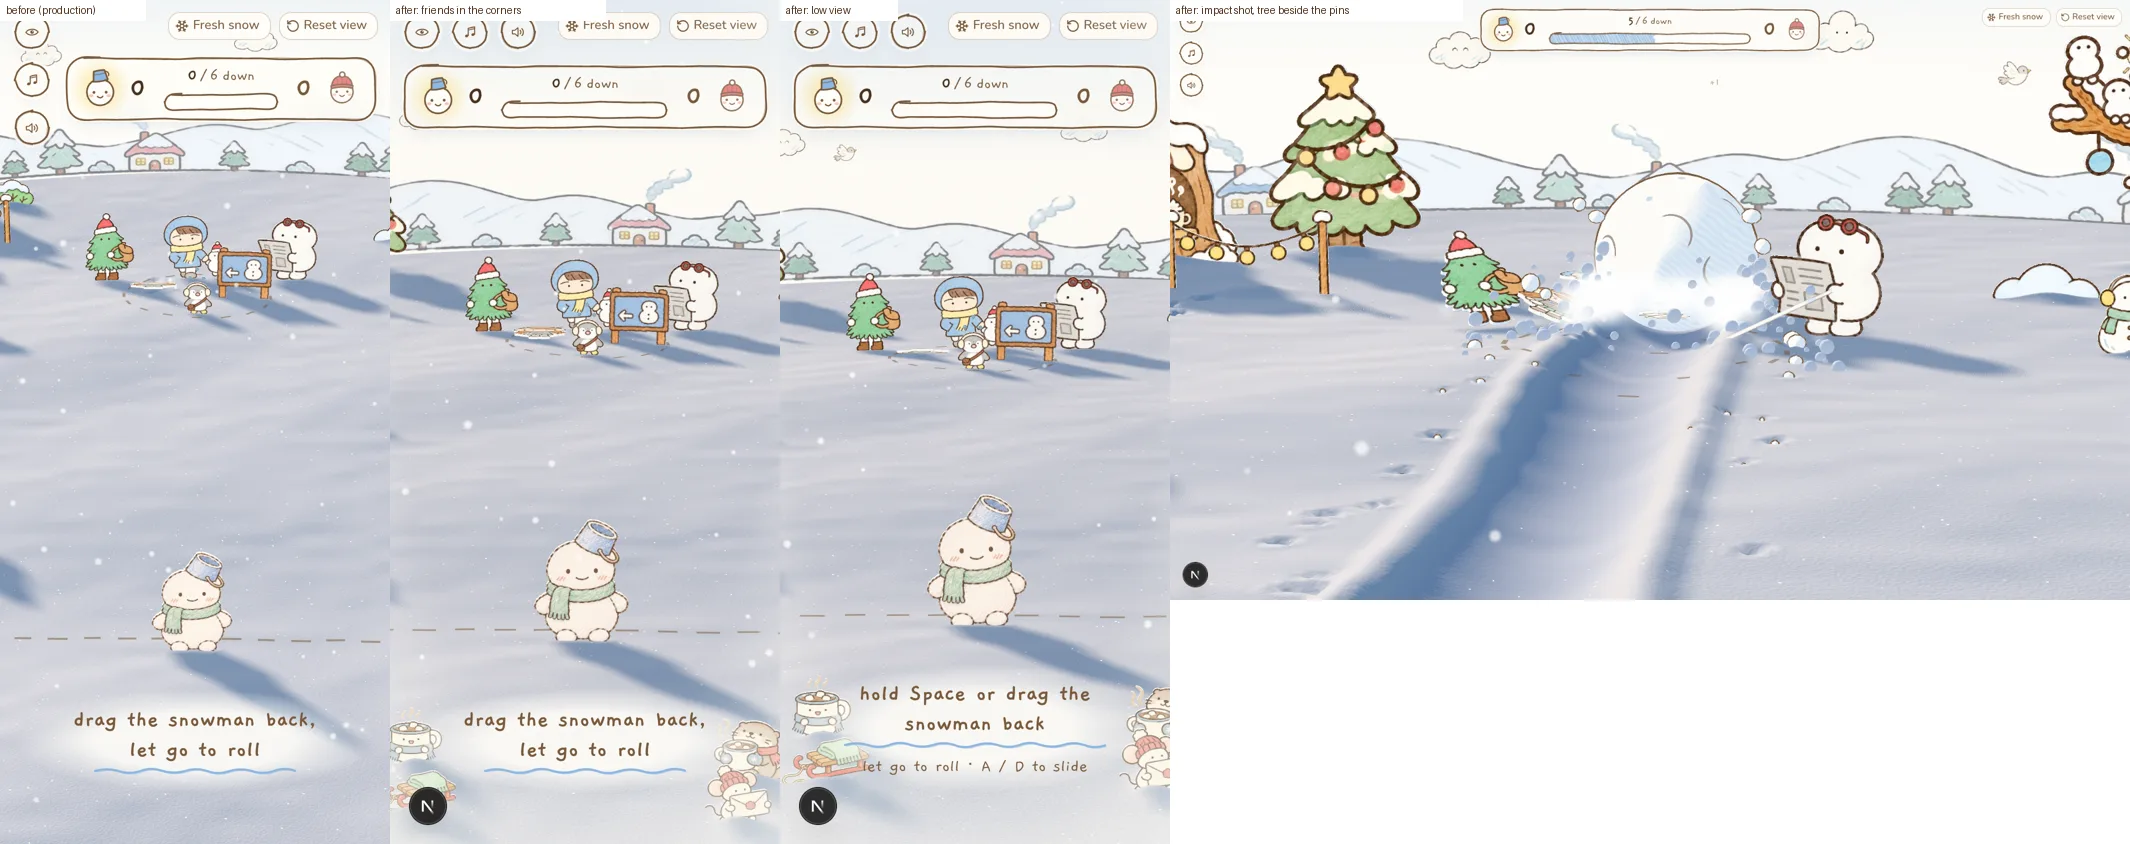 before (production)
Fresh snow
Reset view
0
0 / 6 down
0
drag the snowman back,
let go to roll
after: friends in the corners
Fresh snow
Reset view
0
0 / 6 down
0
drag the snowman back,
let go to roll
N
after: low view
Fresh snow
Reset view
0
0 / 6 down
0
hold Space or drag the
snowman back
let go to roll · A / D to slide
N
after: impact shot, tree beside the pins
0
5 / 6 down
0
Fresh snow
Reset view
+1
N